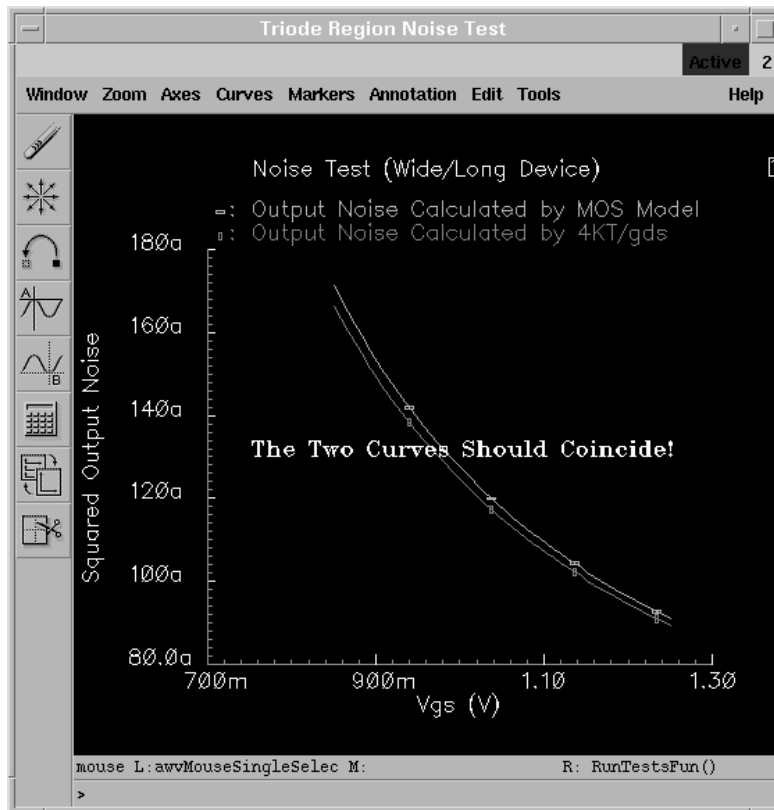 Triode Region Noise Test
Active 2
Window Zoom Axes Curves Markers Annotation Edit Tools Help
Noise Test (Wide/Long Device)
: Output Noise Calculated by MOS Model
: Output Noise Calculated by 4KT/gds
180a
160a
140a
120a
100a
80.0a
Squared Output Noise
A
B
The Two Curves Should Coincide!
700m 900m 1.10 1.30
Vgs (V)
mouse L:awvMouseSingleSelec M: R: RunTestsFun()
>